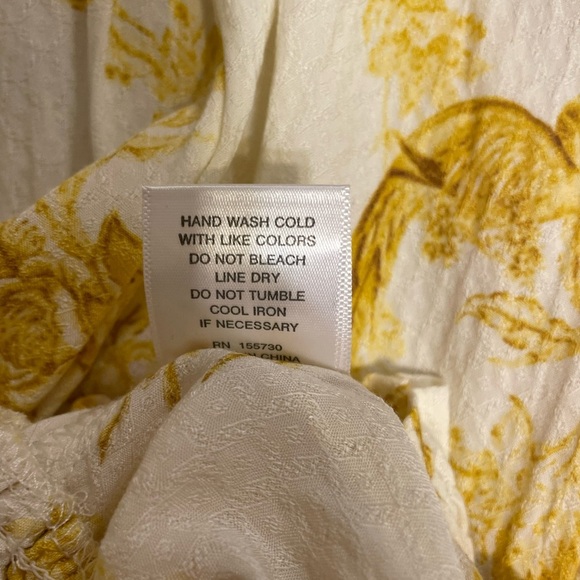 HAND WASH COLD
WITH LIKE COLORS
DO NOT BLEACH
LINE DRY
DO NOT TUMBLE
COOL IRON
IF NECESSARY
RN 155730
CHINA